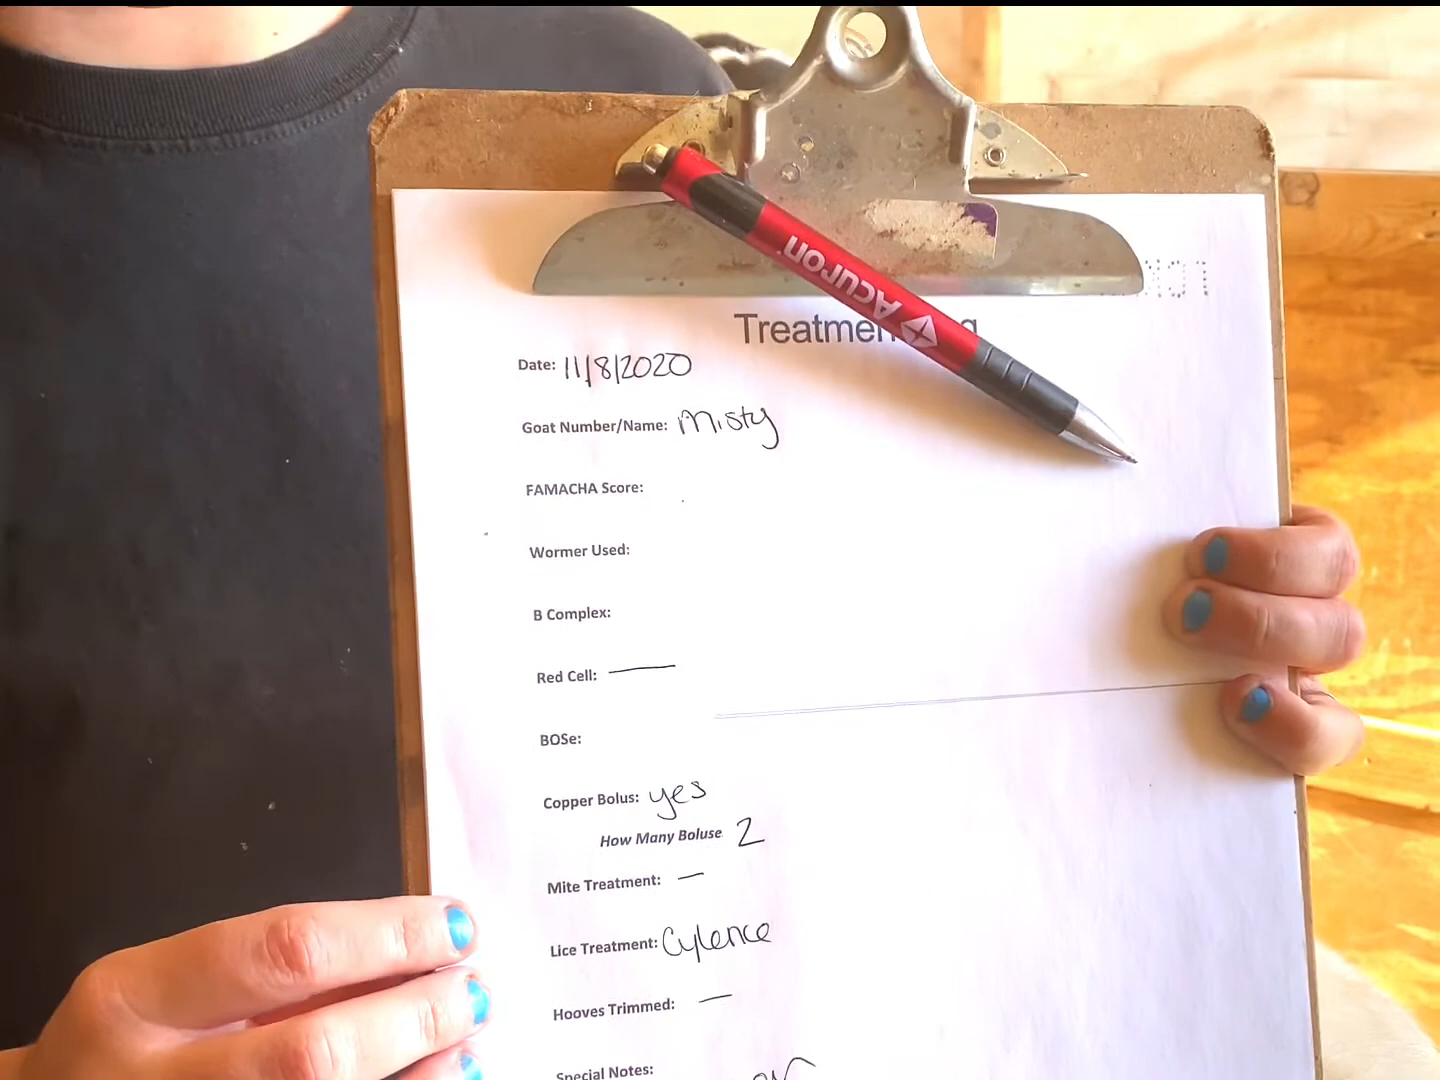 Acuron
Date: 11/8/2020
Goat Number/Name: Misty
FAMACHA Score:
Wormer Used:
B Complex:
Red Cell: —
BOSe:
Copper Bolus: yes
How Many Boluse 2
Mite Treatment: —
Lice Treatment: Cylence
Hooves Trimmed: —
Special Notes: